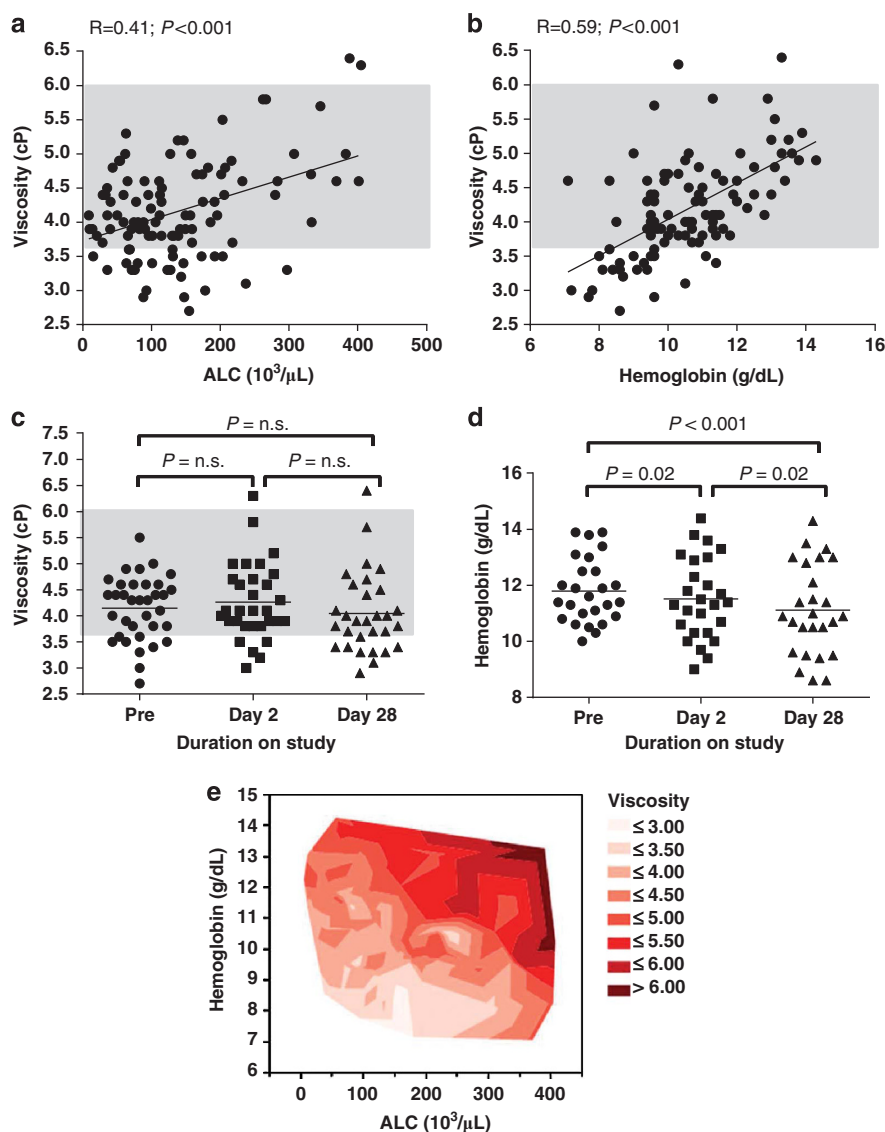 a
R=0.41; P<0.001
6.5
6.0
5.5
5.0
4.5
4.0
3.5
3.0
2.5
Viscosity (cP)
0 100 200 300 400 500
ALC (10³/µL)
b
R=0.59; P<0.001
6.5
6.0
5.5
5.0
4.5
4.0
3.5
3.0
2.5
Viscosity (cP)
8 10 12 14 16
Hemoglobin (g/dL)
c
P = n.s.
P = n.s. P = n.s.
7.5
7.0
6.5
6.0
5.5
5.0
4.5
4.0
3.5
3.0
2.5
Viscosity (cP)
Pre Day 2 Day 28
Duration on study
d
P < 0.001
P = 0.02 P = 0.02
16
14
12
10
8
Hemoglobin (g/dL)
Pre Day 2 Day 28
Duration on study
e
15
14
13
12
11
10
9
8
7
6
Hemoglobin (g/dL)
0 100 200 300 400
ALC (10³/µL)
Viscosity
≤ 3.00
≤ 3.50
≤ 4.00
≤ 4.50
≤ 5.00
≤ 5.50
≤ 6.00
> 6.00